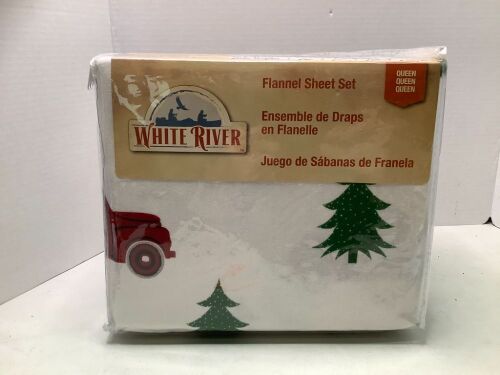 WHITE RIVER
Flannel Sheet Set
Ensemble de Draps
en Flanelle
Juego de Sábanas de Franela
QUEEN
QUEEN
QUEEN